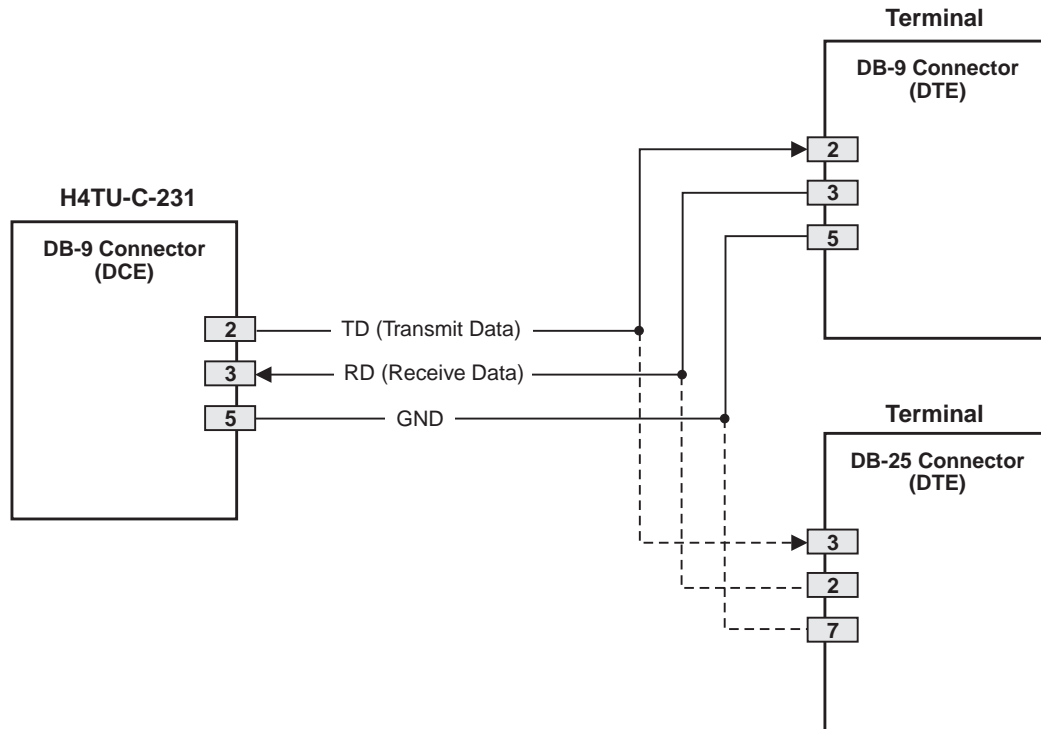 Terminal
DB-9 Connector
(DTE)
2
3
5
H4TU-C-231
DB-9 Connector
(DCE)
2
TD (Transmit Data)
3
RD (Receive Data)
5
GND
Terminal
DB-25 Connector
(DTE)
3
2
7